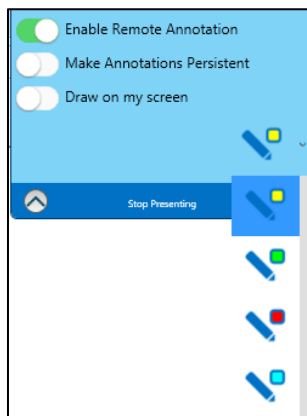 Enable Remote Annotation
Make Annotations Persistent
Draw on my screen
Stop Presenting